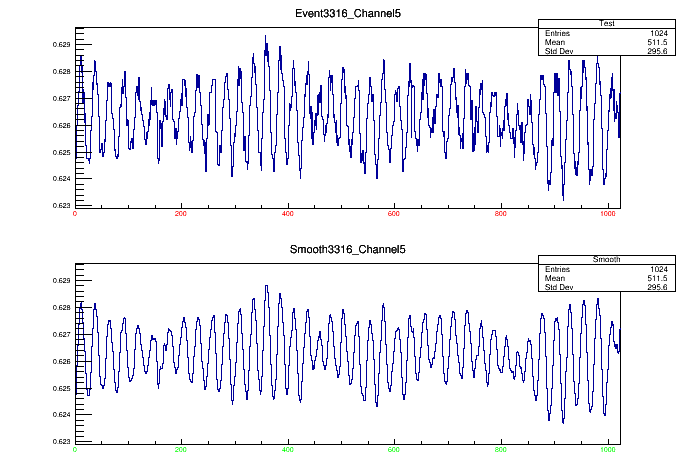 Event3316_Channel5
Test
Entries 1024
Mean 511.5
Std Dev 295.6
0.629
0.628
0.627
0.626
0.625
0.624
0.623
0 200 400 600 800 1000
Smooth3316_Channel5
Smooth
Entries 1024
Mean 511.5
Std Dev 295.6
0.629
0.628
0.627
0.626
0.625
0.624
0.623
0 200 400 600 800 1000